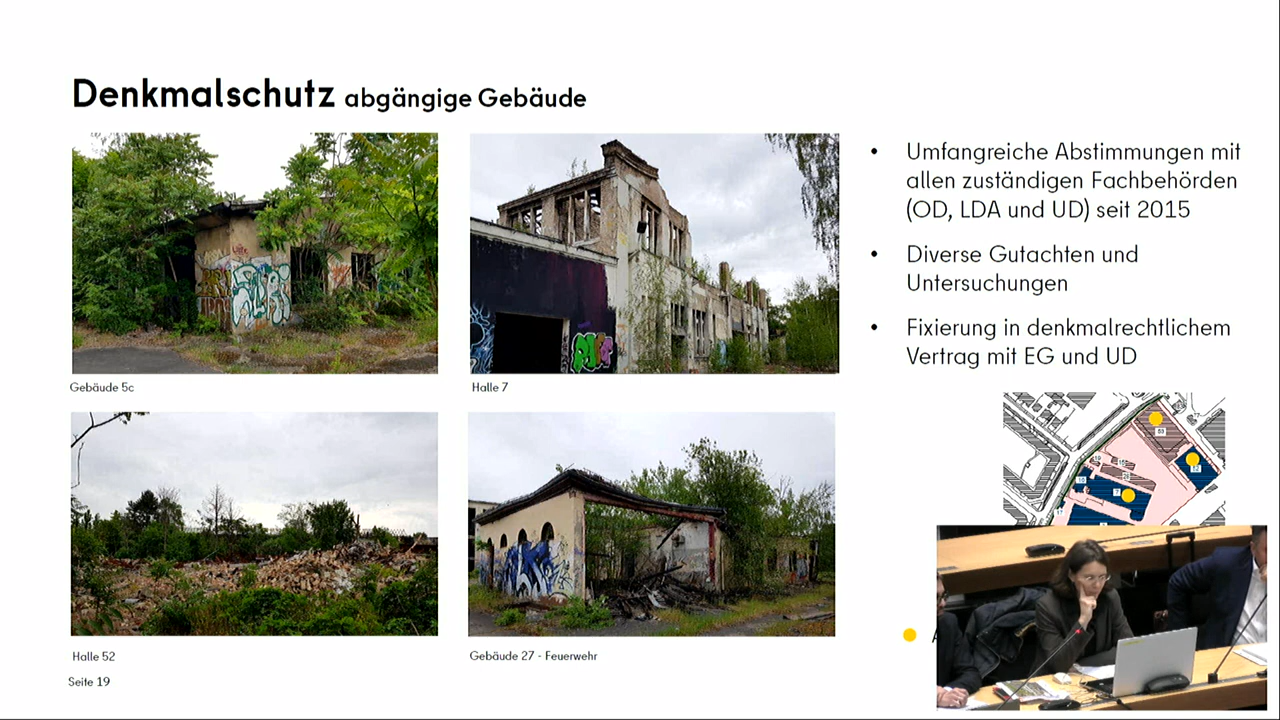 Denkmalschutz abgängige Gebäude
Gebäude 5c
Halle 7
Halle 52
Gebäude 27 - Feuerwehr
Seite 19
• Umfangreiche Abstimmungen mit
allen zuständigen Fachbehörden
(OD, LDA und UD) seit 2015
• Diverse Gutachten und
Untersuchungen
• Fixierung in denkmalrechtlichem
Vertrag mit EG und UD
7